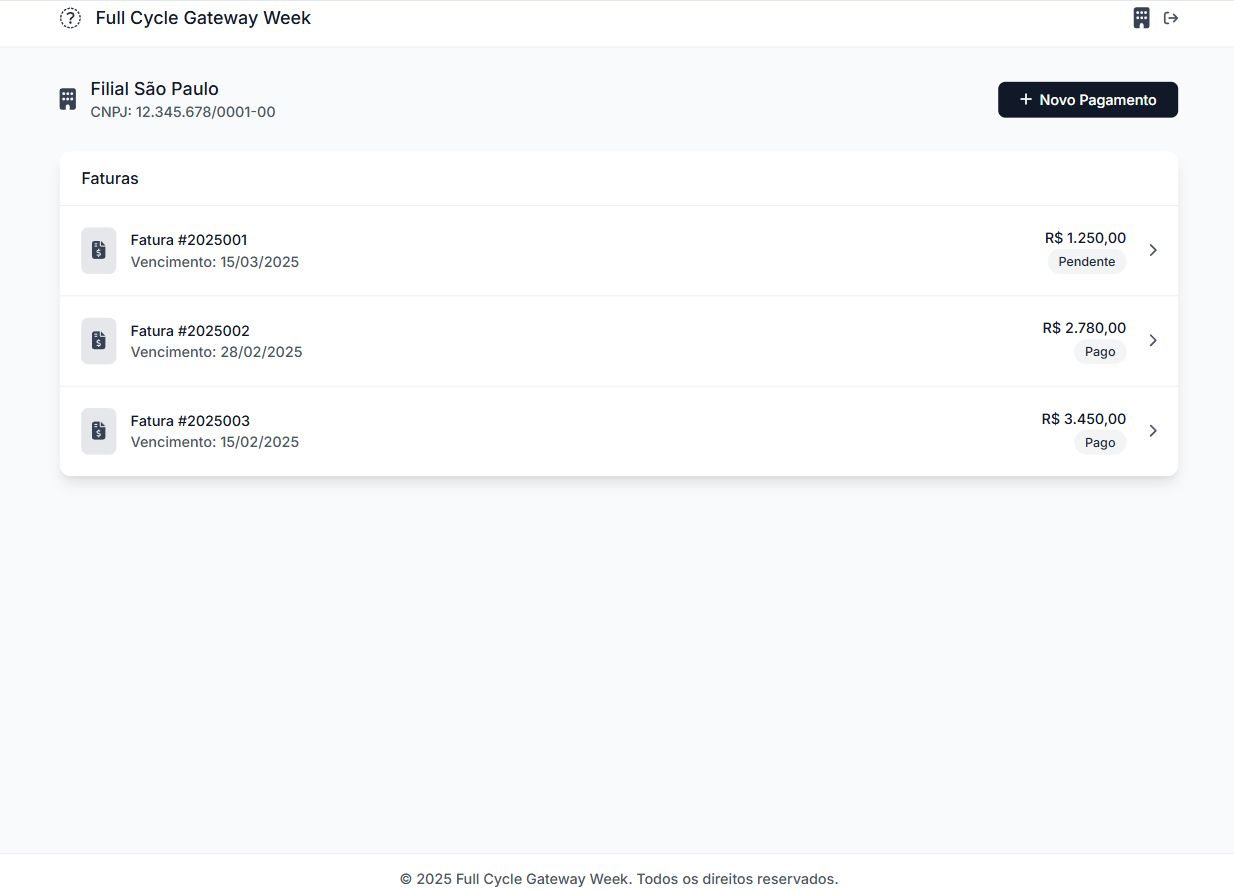 Full Cycle Gateway Week
Filial São Paulo
CNPJ: 12.345.678/0001-00
+ Novo Pagamento
Faturas
Fatura #2025001
Vencimento: 15/03/2025
R$ 1.250,00
Pendente
Fatura #2025002
Vencimento: 28/02/2025
R$ 2.780,00
Pago
Fatura #2025003
Vencimento: 15/02/2025
R$ 3.450,00
Pago
© 2025 Full Cycle Gateway Week. Todos os direitos reservados.